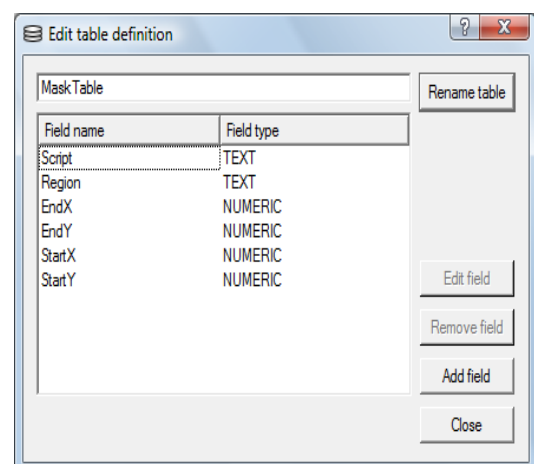 Edit table definition
? X
MaskTable
Rename table
Field name Field type
Script TEXT
Region TEXT
EndX NUMERIC
EndY NUMERIC
StartX NUMERIC
StartY NUMERIC
Edit field
Remove field
Add field
Close